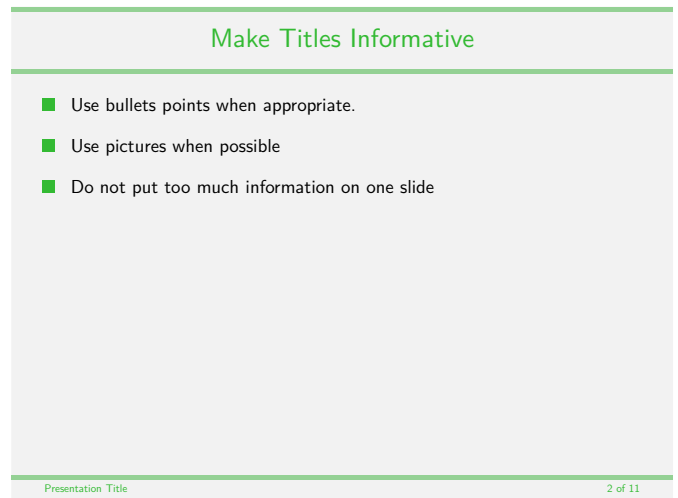 Make Titles Informative
Use bullets points when appropriate.
Use pictures when possible
Do not put too much information on one slide
Presentation Title
2 of 11